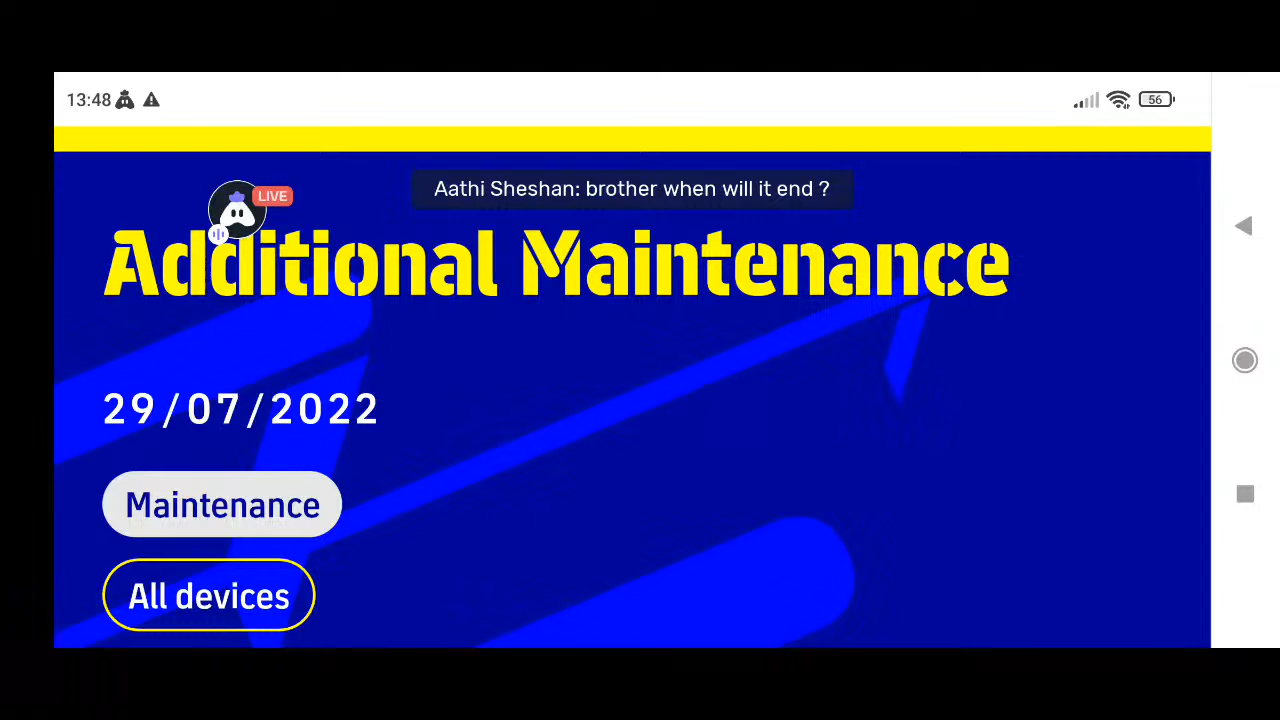 13:48
56
Aathi Sheshan: brother when will it end ?
LIVE
Additional Maintenance
29/07/2022
Maintenance
All devices